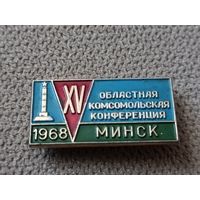 XV
ОБЛАСТНАЯ
КОМСОМОЛЬСКАЯ
КОНФЕРЕНЦИЯ
1968 МИНСК.